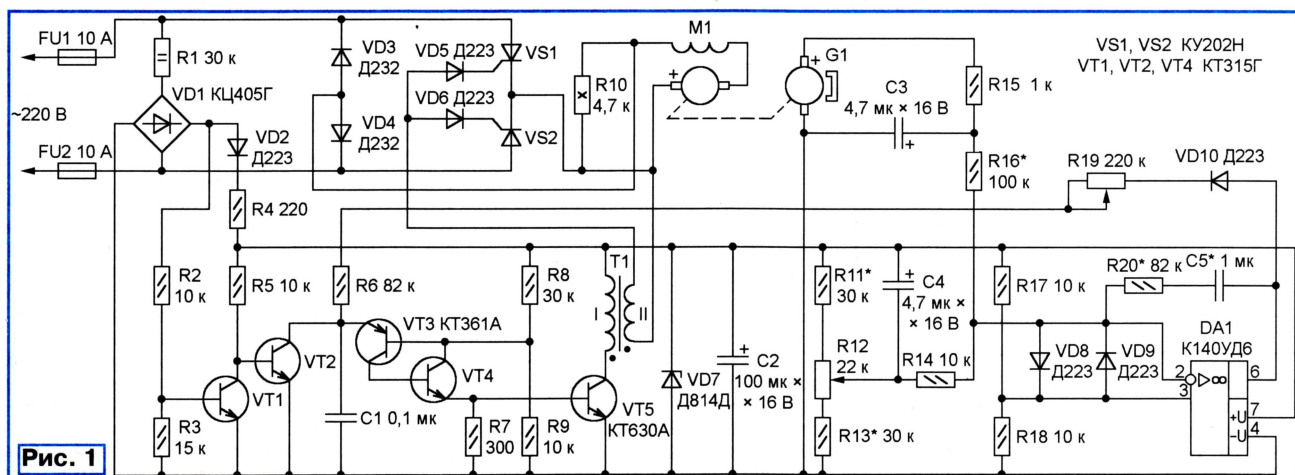 FU1 10 А
R1 30 к
VD1 КЦ405Г
~220 В
FU2 10 А
VD2
Д223
R4 220
VD3
Д232
VD4
Д232
VD5 Д223
VD6 Д223
VS1
VS2
R10
4,7 к
М1
+
G1
+
C3
4,7 мк × 16 В
+
R15 1 к
R16*
100 к
VS1, VS2 КУ202Н
VT1, VT2, VT4 КТ315Г
R19 220 к
VD10 Д223
R2
10 к
R5 10 к
R6 82 к
VT3 КТ361А
VT4
R8
30 к
T1
I
II
VT2
VT1
R3
15 к
C1 0,1 мк
R7
300
R9
10 к
VT5
КТ630А
VD7
Д814Д
+
C2
100 мк ×
× 16 В
R11*
30 к
R12
22 к
R13* 30 к
+
C4
4,7 мк ×
× 16 В
R14 10 к
R17 10 к
R18 10 к
R20* 82 к
C5* 1 мк
VD8
Д223
VD9
Д223
DA1
К140УД6
2
3
▷∞
6
7
+U
4
−U
Рис. 1